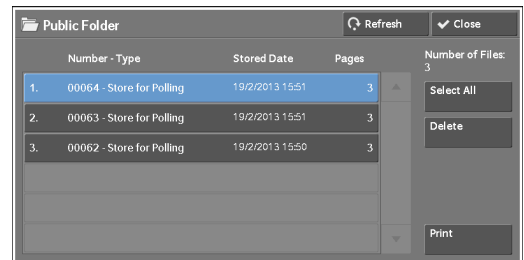 Public Folder
Refresh
Close
Number - Type Stored Date Pages
Number of Files:
3
1. 00064 - Store for Polling 19/2/2013 15:51 3
Select All
2. 00063 - Store for Polling 19/2/2013 15:51 3
Delete
3. 00062 - Store for Polling 19/2/2013 15:50 3
Print